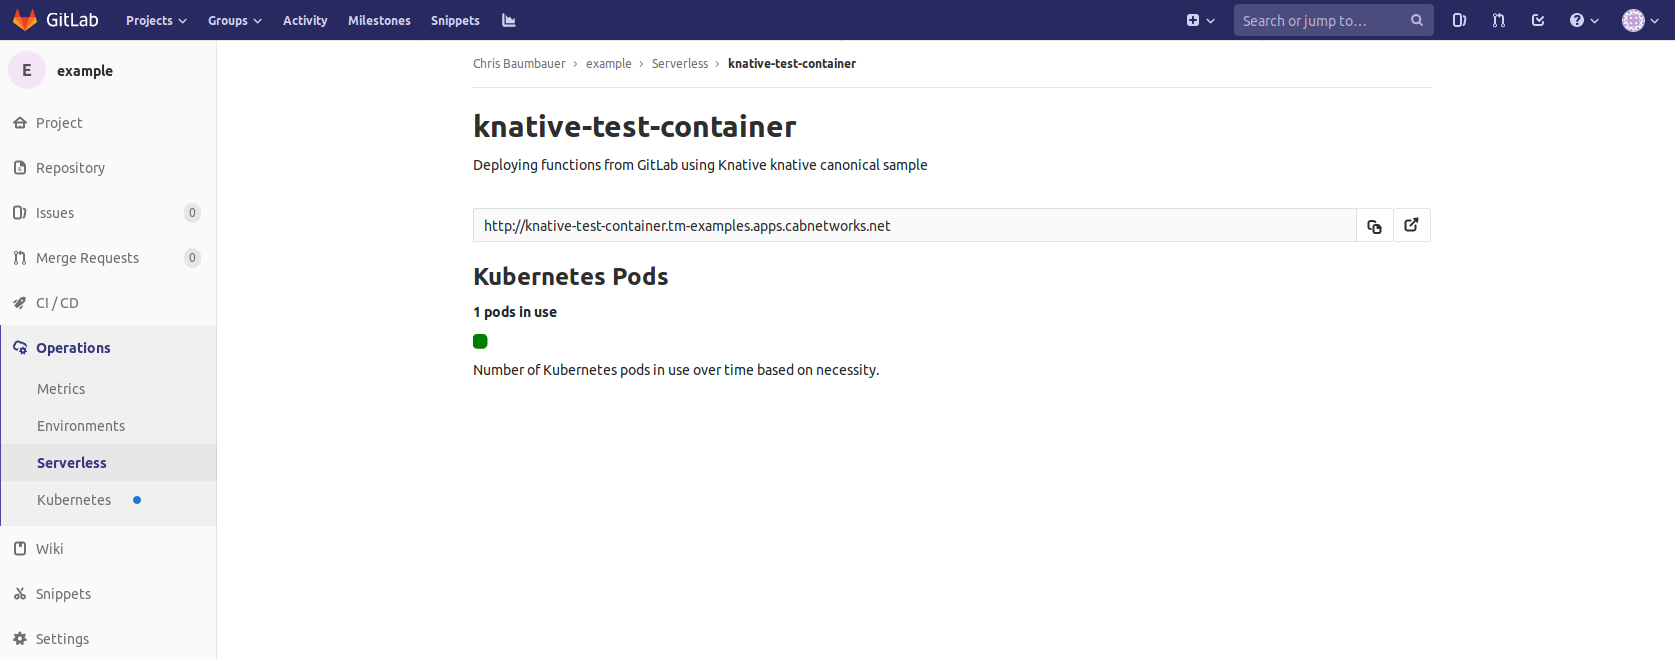 GitLab Projects Groups Activity Milestones Snippets Search or jump to…
E example
Project
Repository
Issues 0
Merge Requests 0
CI / CD
Operations
Metrics
Environments
Serverless
Kubernetes
Wiki
Snippets
Settings
Chris Baumbauer › example › Serverless › knative-test-container
knative-test-container
Deploying functions from GitLab using Knative knative canonical sample
http://knative-test-container.tm-examples.apps.cabnetworks.net
Kubernetes Pods
1 pods in use
Number of Kubernetes pods in use over time based on necessity.